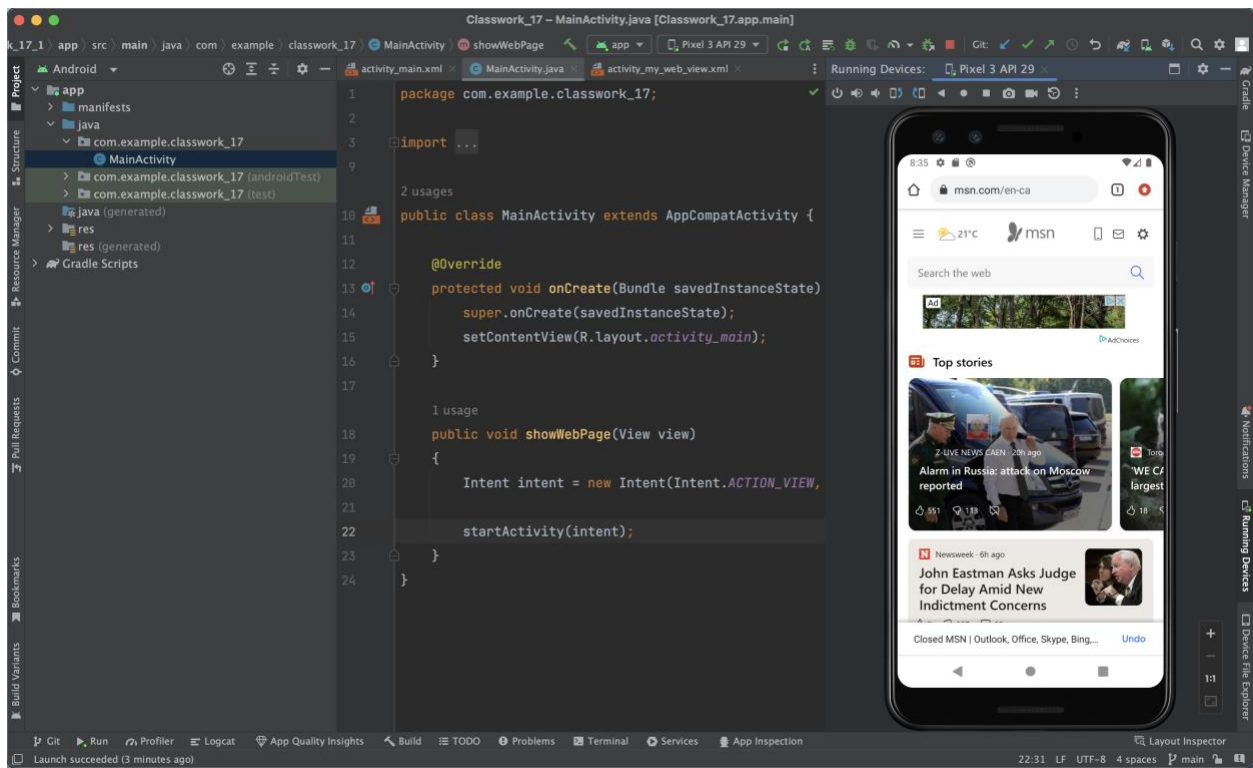 Classwork_17 – MainActivity.java [Classwork_17.app.main]
k_17_1 app src main java com example classwork_17 MainActivity showWebPage app Pixel 3 API 29 Git:
Project
Android
activity_main.xml
MainActivity.java
activity_my_web_view.xml
Running Devices: Pixel 3 API 29
app
manifests
java
com.example.classwork_17
MainActivity
com.example.classwork_17 (androidTest)
com.example.classwork_17 (test)
java (generated)
res
res (generated)
Gradle Scripts
Structure
Resource Manager
Commit
Pull Requests
Bookmarks
Build Variants
1 package com.example.classwork_17;
2
3 import ...
9
2 usages
10 public class MainActivity extends AppCompatActivity {
11
12 @Override
13 protected void onCreate(Bundle savedInstanceState)
14 super.onCreate(savedInstanceState);
15 setContentView(R.layout.activity_main);
16 }
17
1 usage
18 public void showWebPage(View view)
19 {
20 Intent intent = new Intent(Intent.ACTION_VIEW,
21
22 startActivity(intent);
23 }
24 }
8:35
msn.com/en-ca
1
21°C
msn
Search the web
Ad
AdChoices
Top stories
Z-LIVE NEWS CAEN · 20h ago
Alarm in Russia: attack on Moscow
reported
551 113
Toro
'WE CA
largest
18
Newsweek · 6h ago
John Eastman Asks Judge
for Delay Amid New
Indictment Concerns
Closed MSN | Outlook, Office, Skype, Bing,... Undo
1:1
Gradle
Device Manager
Notifications
Running Devices
Device File Explorer
Git Run Profiler Logcat App Quality Insights Build TODO Problems Terminal Services App Inspection Layout Inspector
Launch succeeded (3 minutes ago) 22:31 LF UTF-8 4 spaces main